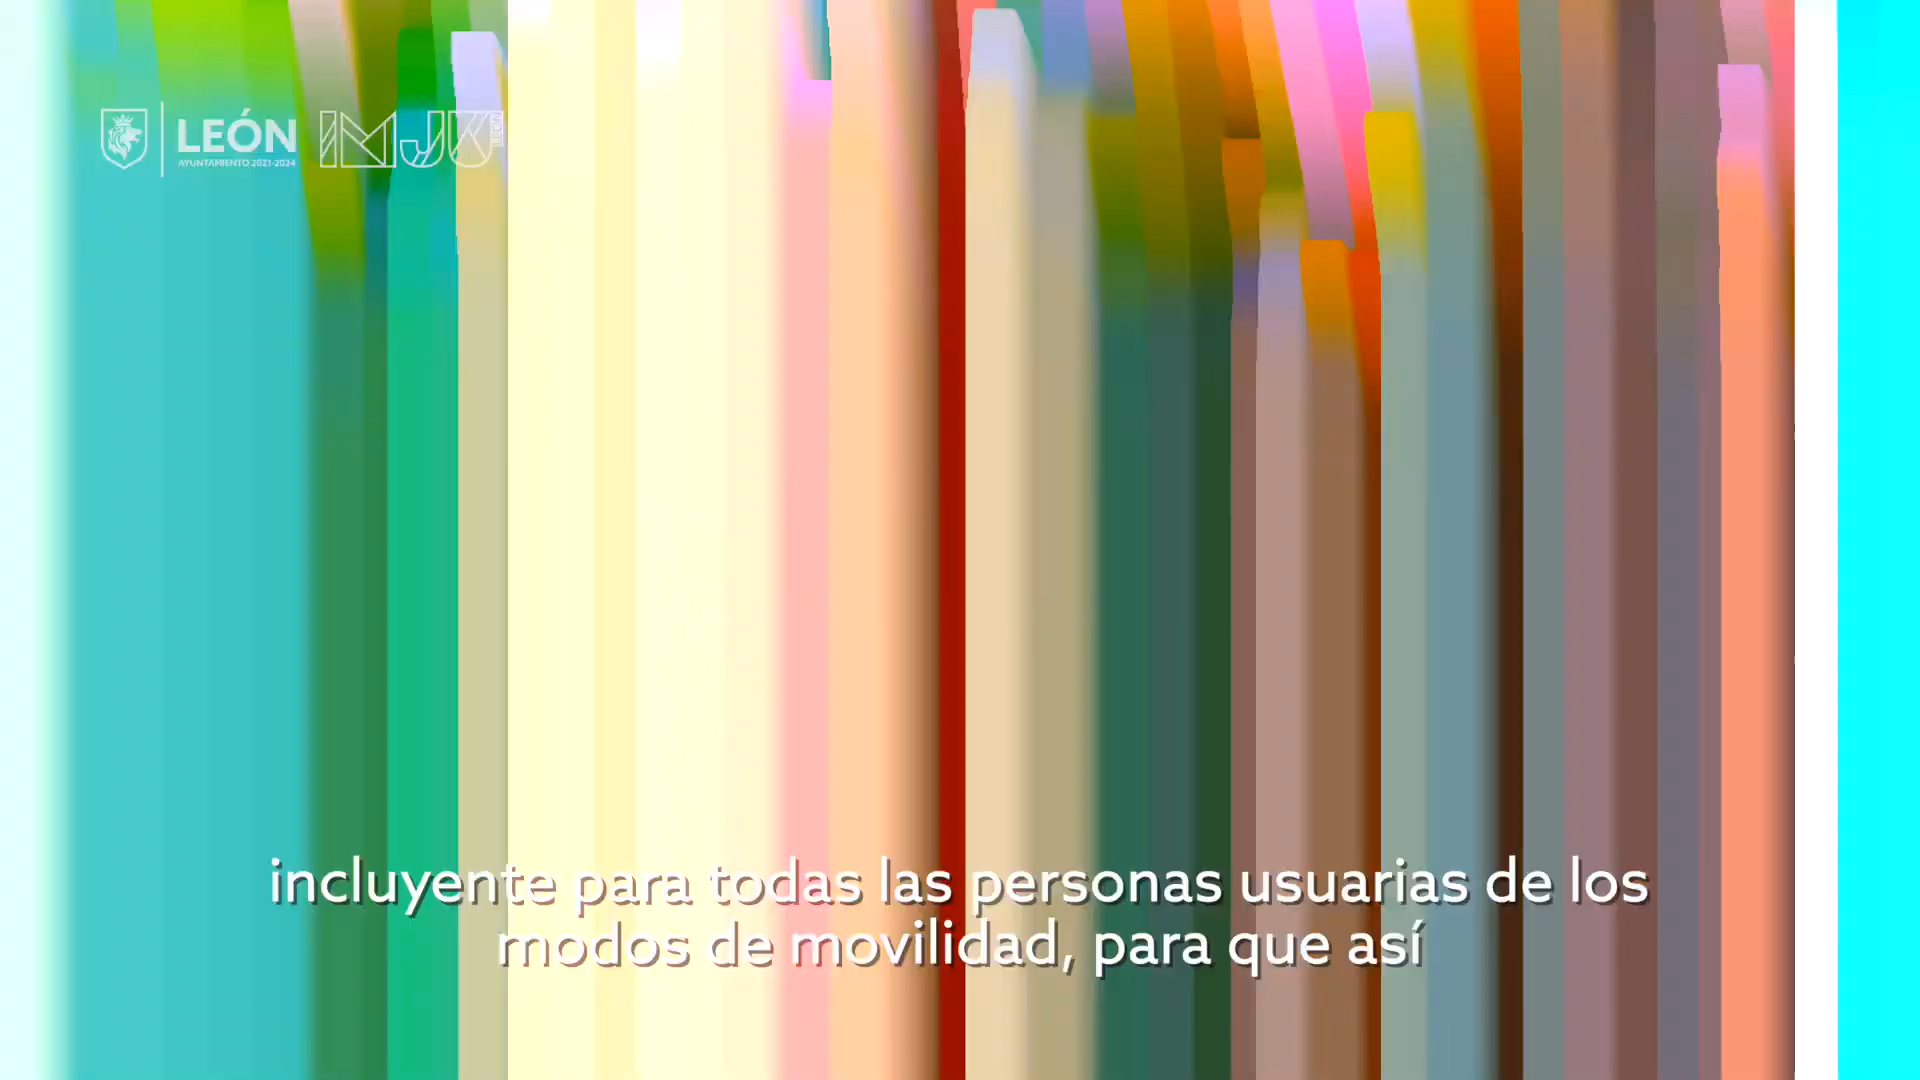 LEÓN
AYUNTAMIENTO 2021-2024
IMJU
incluyente para todas las personas usuarias de los
modos de movilidad, para que así